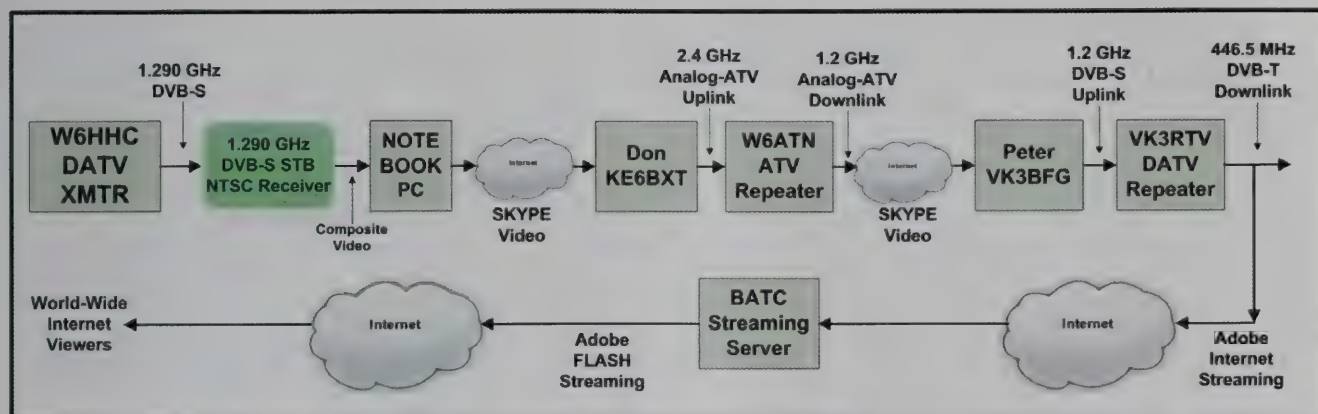 1.290 GHz
DVB-S
2.4 GHz
Analog-ATV
Uplink
1.2 GHz
Analog-ATV
Downlink
1.2 GHz
DVB-S
Uplink
446.5 MHz
DVB-T
Downlink
W6HHC
DATV
XMTR
1.290 GHz
DVB-S STB
NTSC Receiver
NOTE
BOOK
PC
Internet
Don
KE6BXT
W6ATN
ATV
Repeater
Internet
Peter
VK3BFG
VK3RTV
DATV
Repeater
Composite
Video
SKYPE
Video
SKYPE
Video
World-Wide
Internet
Viewers
Internet
Adobe
FLASH
Streaming
BATC
Streaming
Server
Internet
Adobe
Internet
Streaming